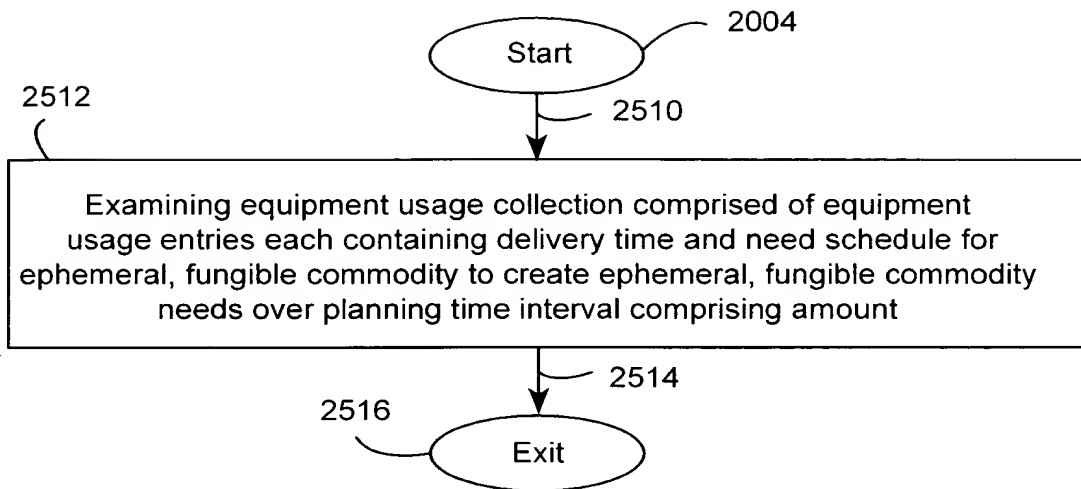 Start
2004
2510
2512
Examining equipment usage collection comprised of equipment
usage entries each containing delivery time and need schedule for
ephemeral, fungible commodity to create ephemeral, fungible commodity
needs over planning time interval comprising amount
2514
2516
Exit